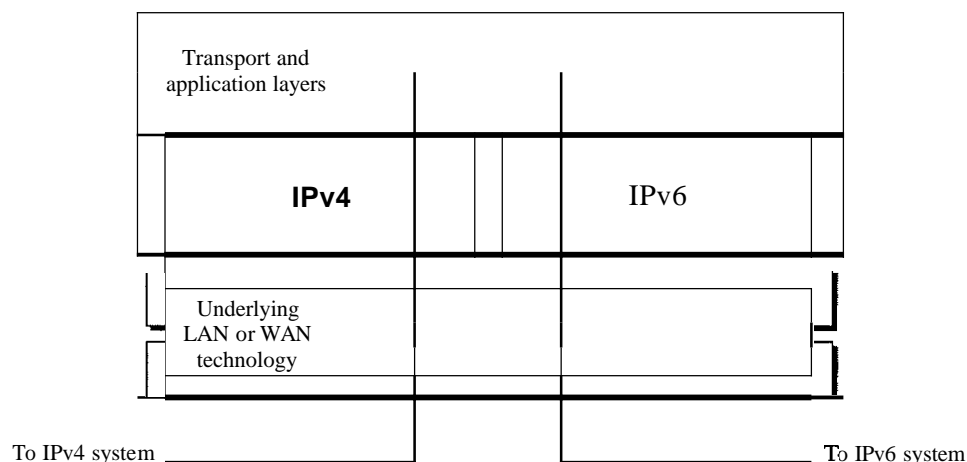 Transport and
application layers
IPv4
IPv6
Underlying
LAN or WAN
technology
To IPv4 system
To IPv6 system